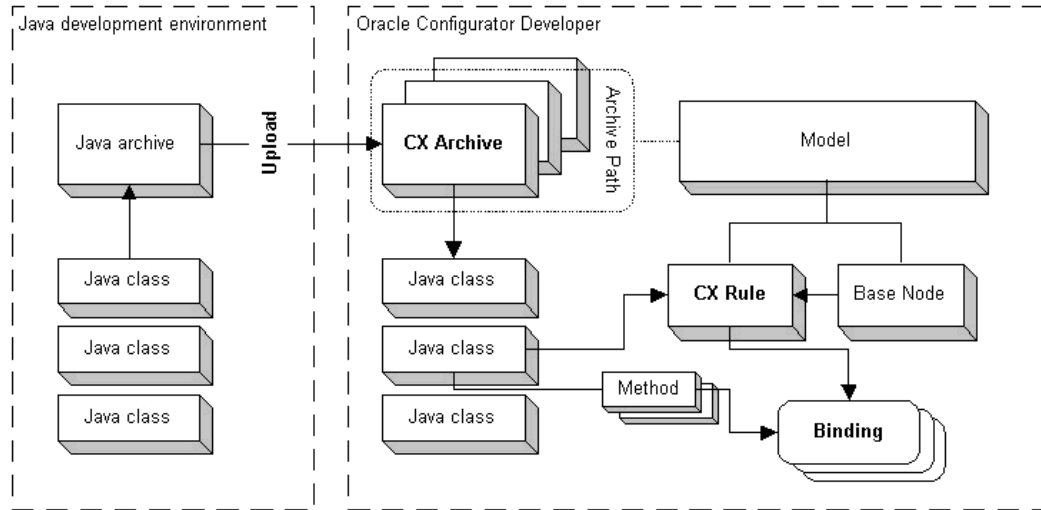 Java development environment
Oracle Configurator Developer
Java archive
Upload
CX Archive
Archive Path
Model
Java class
Java class
CX Rule
Base Node
Java class
Java class
Method
Java class
Java class
Binding